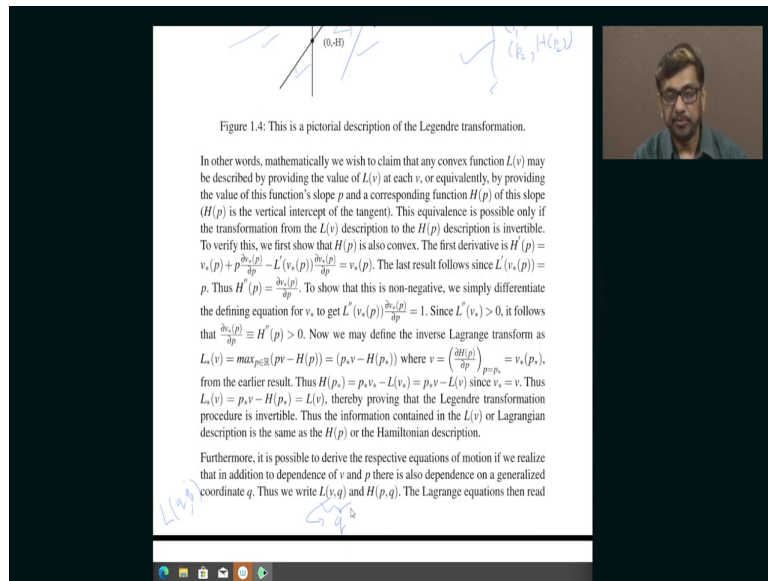 (0,-H)
(p₂, H(p₂)
Figure 1.4: This is a pictorial description of the Legendre transformation.
In other words, mathematically we wish to claim that any convex function L(v) may
be described by providing the value of L(v) at each v, or equivalently, by providing
the value of this function's slope p and a corresponding function H(p) of this slope
(H(p) is the vertical intercept of the tangent). This equivalence is possible only if
the transformation from the L(v) description to the H(p) description is invertible.
To verify this, we first show that H(p) is also convex. The first derivative is H′(p) =
v⁎(p)+p ∂v⁎(p)/∂p −L′(v⁎(p)) ∂v⁎(p)/∂p = v⁎(p). The last result follows since L′(v⁎(p)) =
p. Thus H″(p) = ∂v⁎(p)/∂p. To show that this is non-negative, we simply differentiate
the defining equation for v⁎ to get L″(v⁎(p)) ∂v⁎(p)/∂p = 1. Since L″(v⁎) > 0, it follows
that ∂v⁎(p)/∂p ≡ H″(p) > 0. Now we may define the inverse Lagrange transform as
L⁎(v) = max_{p∈ℝ}(pv − H(p)) = (p⁎v − H(p⁎)) where v = (∂H(p)/∂p)_{p=p⁎} = v⁎(p⁎),
from the earlier result. Thus H(p⁎) = p⁎v⁎ − L(v⁎) = p⁎v − L(v) since v⁎ = v. Thus
L⁎(v) = p⁎v − H(p⁎) = L(v), thereby proving that the Legendre transformation
procedure is invertible. Thus the information contained in the L(v) or Lagrangian
description is the same as the H(p) or the Hamiltonian description.
Furthermore, it is possible to derive the respective equations of motion if we realize
that in addition to dependence of v and p there is also dependence on a generalized
coordinate q. Thus we write L(v,q) and H(p,q). The Lagrange equations then read